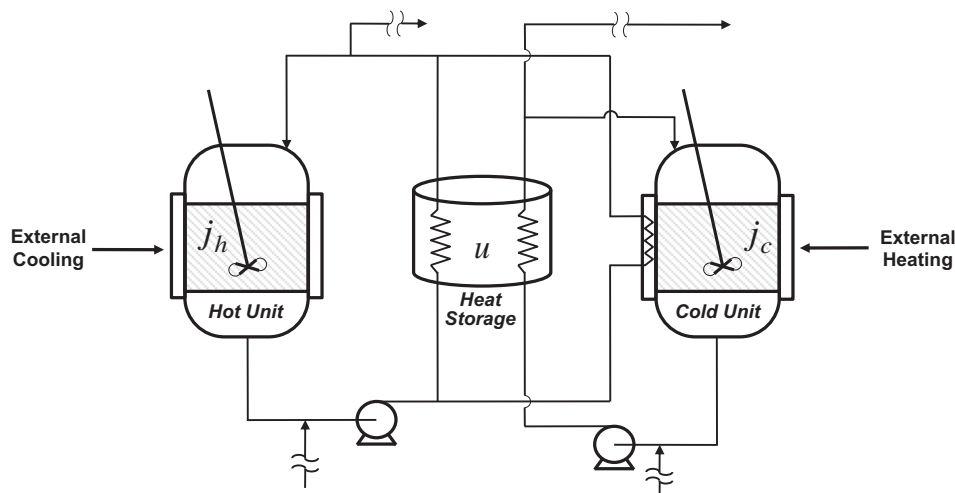 External
Cooling
j_h
Hot Unit
u
Heat
Storage
j_c
Cold Unit
External
Heating